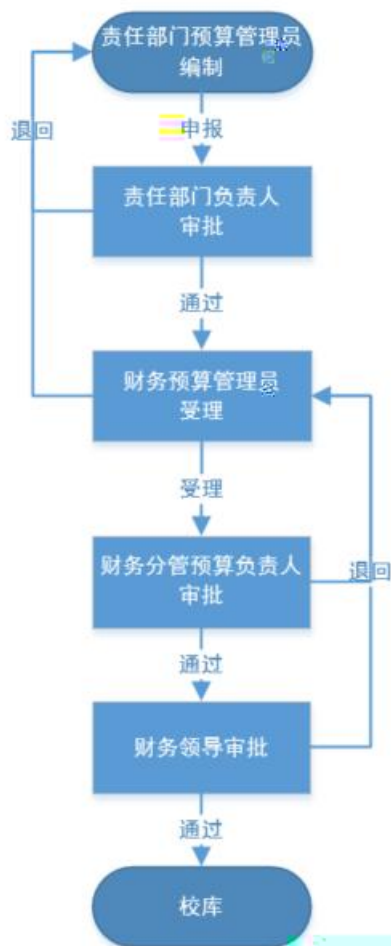 责任部门预算管理员
编制
退回
申报
责任部门负责人
审批
通过
财务预算管理员
受理
受理
财务分管预算负责人
审批
退回
通过
财务领导审批
通过
校库